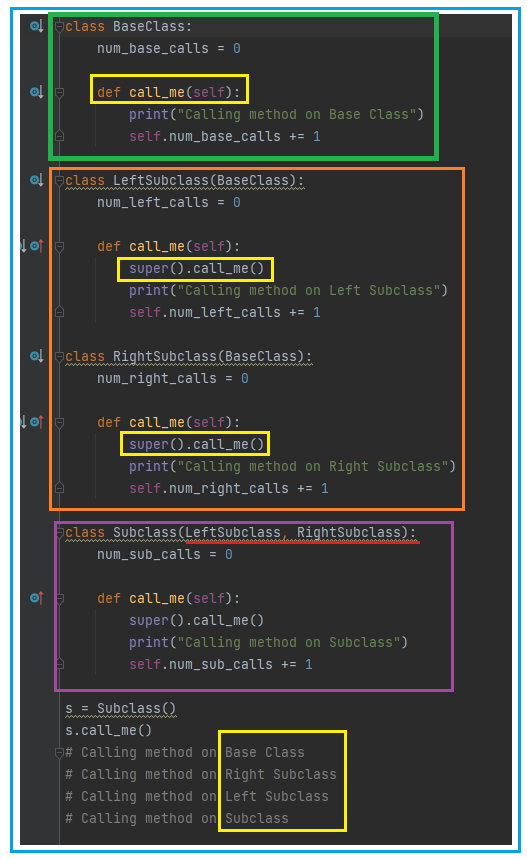 class BaseClass:
    num_base_calls = 0

    def call_me(self):
        print("Calling method on Base Class")
        self.num_base_calls += 1

class LeftSubclass(BaseClass):
    num_left_calls = 0

    def call_me(self):
        super().call_me()
        print("Calling method on Left Subclass")
        self.num_left_calls += 1

class RightSubclass(BaseClass):
    num_right_calls = 0

    def call_me(self):
        super().call_me()
        print("Calling method on Right Subclass")
        self.num_right_calls += 1

class Subclass(LeftSubclass, RightSubclass):
    num_sub_calls = 0

    def call_me(self):
        super().call_me()
        print("Calling method on Subclass")
        self.num_sub_calls += 1

s = Subclass()
s.call_me()
# Calling method on Base Class
# Calling method on Right Subclass
# Calling method on Left Subclass
# Calling method on Subclass